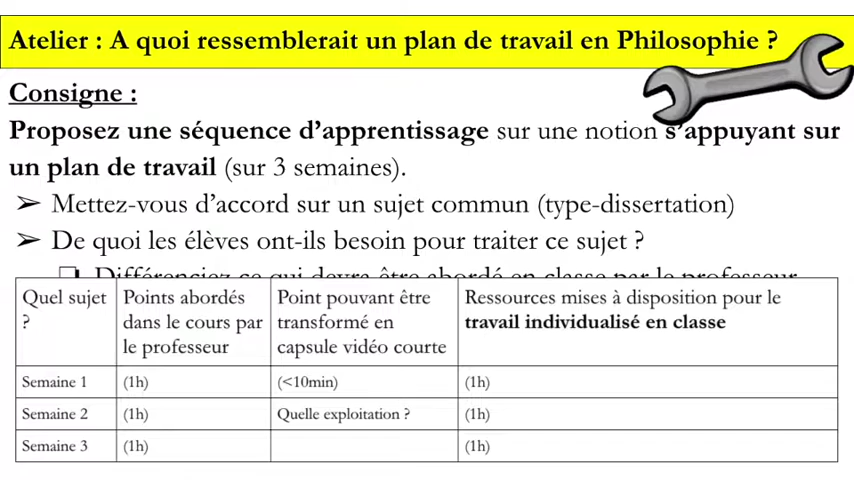 Atelier : A quoi ressemblerait un plan de travail en Philosophie ?
Consigne :
Proposez une séquence d'apprentissage sur une notion s'appuyant sur
un plan de travail (sur 3 semaines).
➢ Mettez-vous d'accord sur un sujet commun (type-dissertation)
➢ De quoi les élèves ont-ils besoin pour traiter ce sujet ?
❏ Différenciez ce qui devra être abordé en classe par le professeur
Quel sujet
?
Points abordés
dans le cours par
le professeur
Point pouvant être
transformé en
capsule vidéo courte
Ressources mises à disposition pour le
travail individualisé en classe
Semaine 1 (1h) (<10min) (1h)
Semaine 2 (1h) Quelle exploitation ? (1h)
Semaine 3 (1h) (1h)